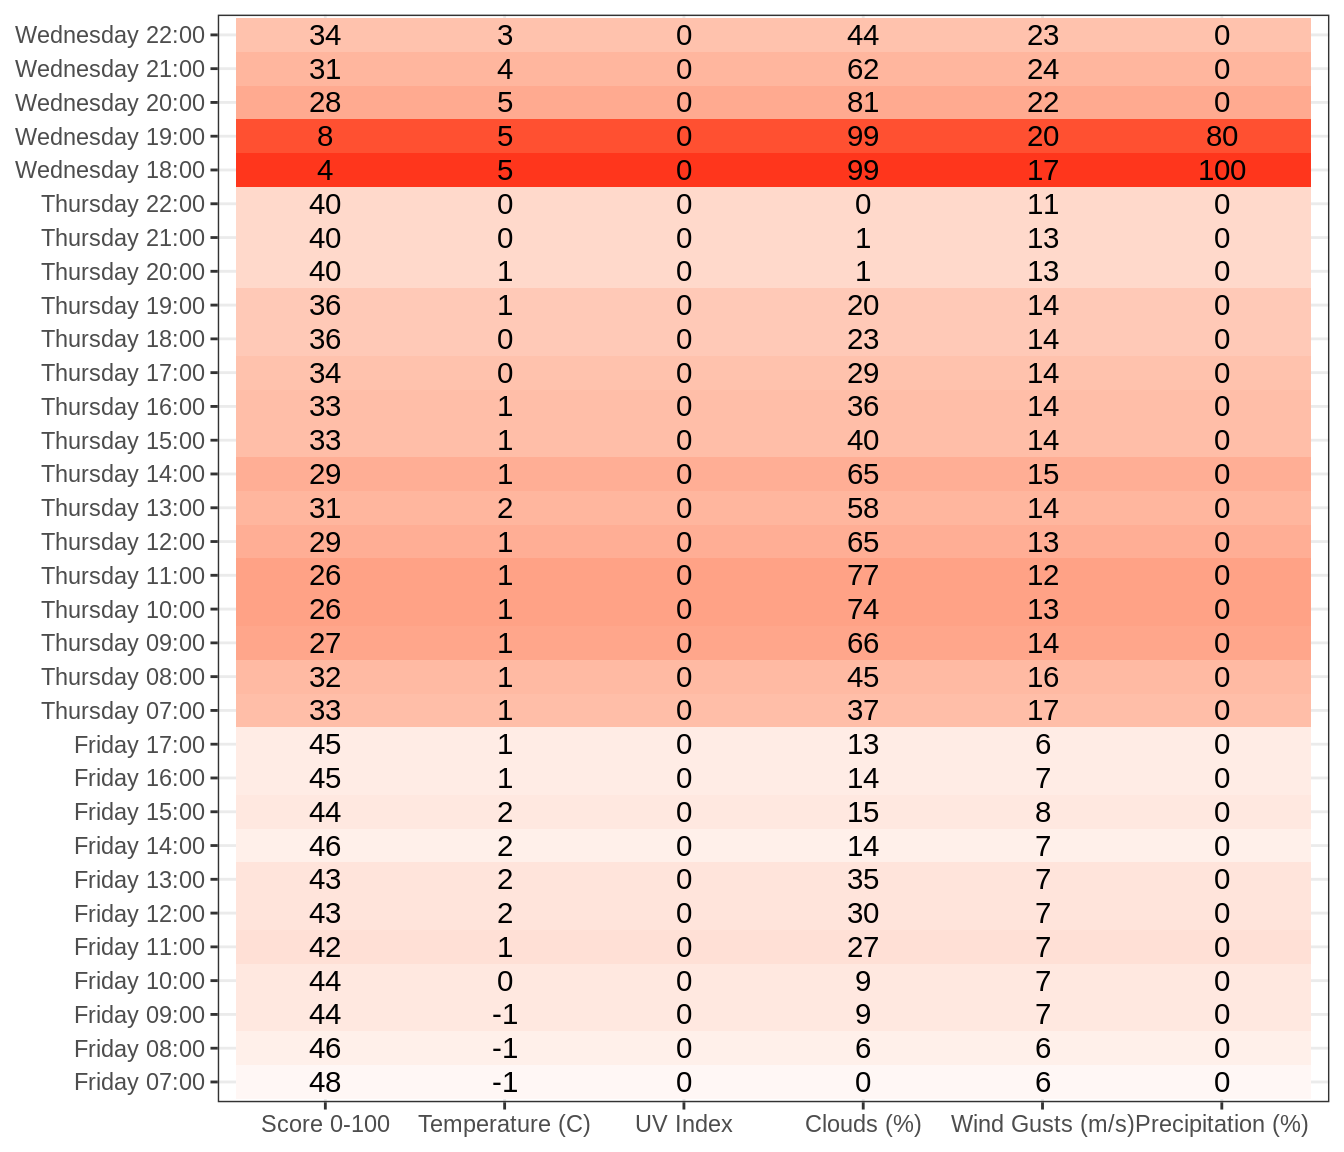 Wednesday 22:00 34 3 0 44 23 0
Wednesday 21:00 31 4 0 62 24 0
Wednesday 20:00 28 5 0 81 22 0
Wednesday 19:00 8 5 0 99 20 80
Wednesday 18:00 4 5 0 99 17 100
Thursday 22:00 40 0 0 0 11 0
Thursday 21:00 40 0 0 1 13 0
Thursday 20:00 40 1 0 1 13 0
Thursday 19:00 36 1 0 20 14 0
Thursday 18:00 36 0 0 23 14 0
Thursday 17:00 34 0 0 29 14 0
Thursday 16:00 33 1 0 36 14 0
Thursday 15:00 33 1 0 40 14 0
Thursday 14:00 29 1 0 65 15 0
Thursday 13:00 31 2 0 58 14 0
Thursday 12:00 29 1 0 65 13 0
Thursday 11:00 26 1 0 77 12 0
Thursday 10:00 26 1 0 74 13 0
Thursday 09:00 27 1 0 66 14 0
Thursday 08:00 32 1 0 45 16 0
Thursday 07:00 33 1 0 37 17 0
Friday 17:00 45 1 0 13 6 0
Friday 16:00 45 1 0 14 7 0
Friday 15:00 44 2 0 15 8 0
Friday 14:00 46 2 0 14 7 0
Friday 13:00 43 2 0 35 7 0
Friday 12:00 43 2 0 30 7 0
Friday 11:00 42 1 0 27 7 0
Friday 10:00 44 0 0 9 7 0
Friday 09:00 44 -1 0 9 7 0
Friday 08:00 46 -1 0 6 6 0
Friday 07:00 48 -1 0 0 6 0
Score 0-100 Temperature (C) UV Index Clouds (%) Wind Gusts (m/s) Precipitation (%)